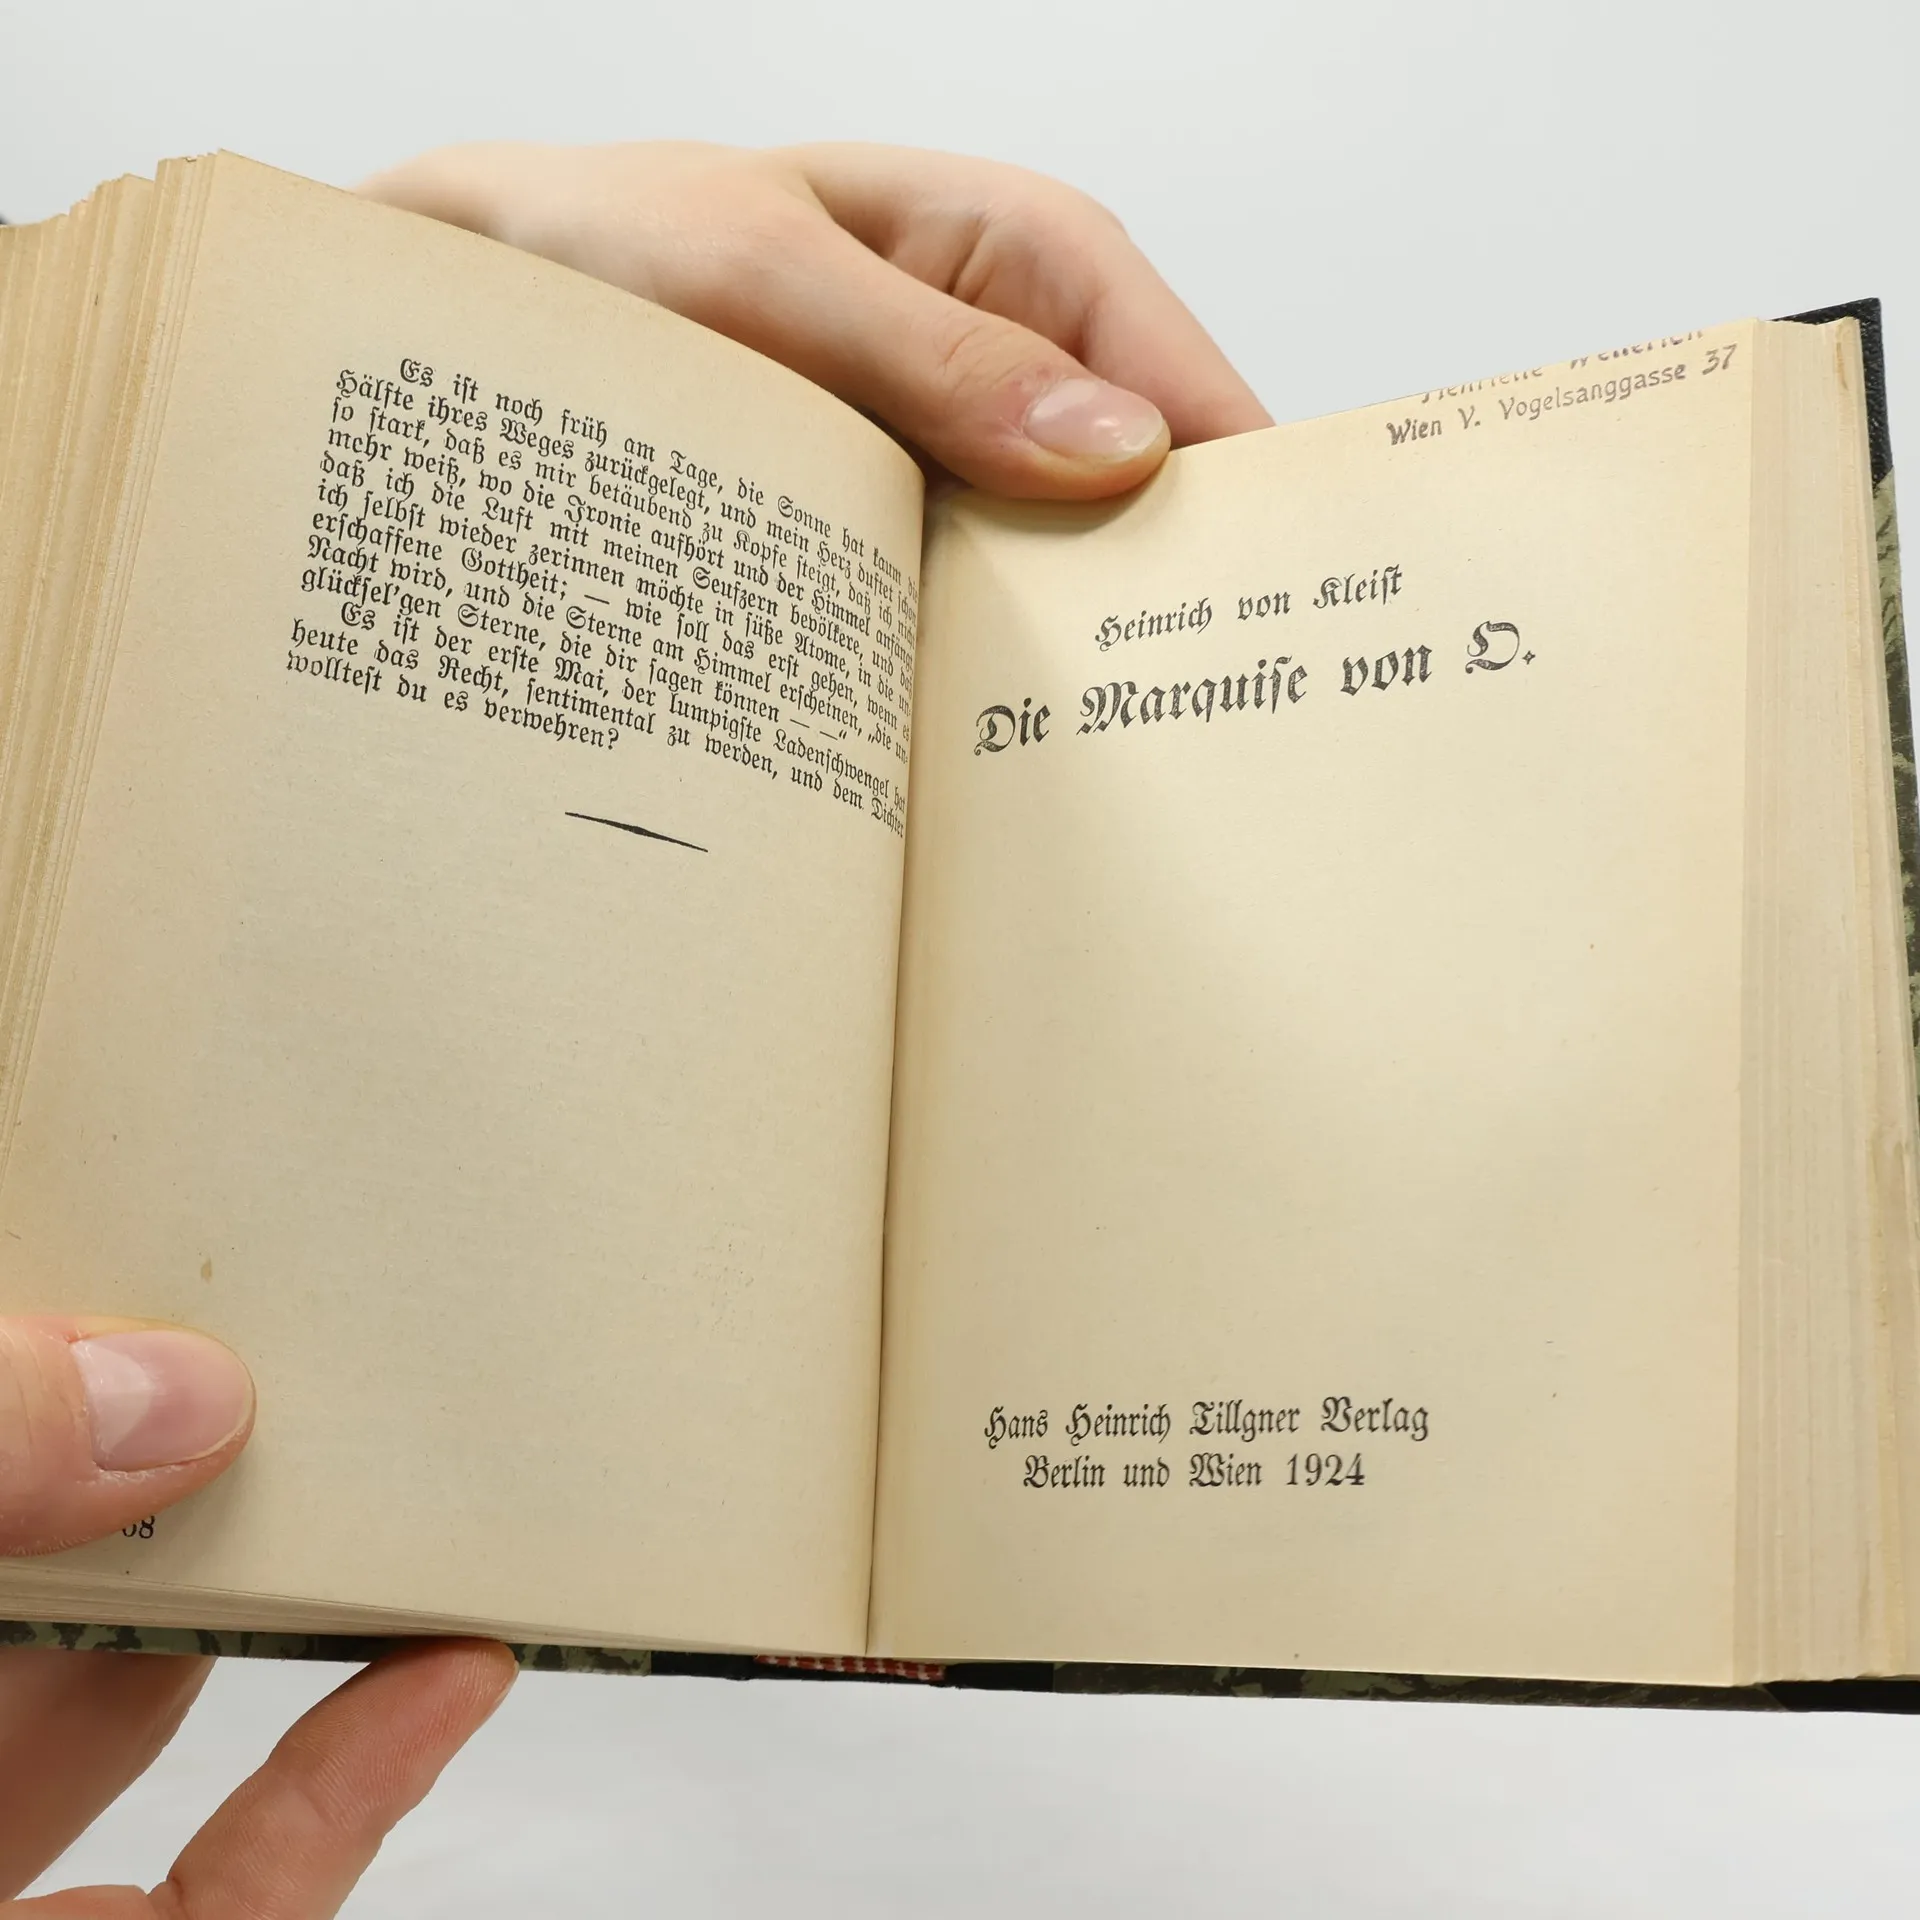 Es ist noch früh am Tage, die Sonne hat kaum die
Hälfte ihres Weges zurückgelegt, und mein Herz duftet schon
so stark, daß es mir betäubend zu Kopfe steigt, daß ich nicht
mehr weiß, wo die Ironie aufhört und der Himmel anfängt,
daß ich die Luft mit meinen Seufzern bevölkere, und daß
ich selbst wieder zerinnen möchte in süße Atome, in die un-
erschaffene Gottheit; — wie soll das erst gehen, wenn es
Nacht wird, und die Sterne am Himmel erscheinen, „die un-
glücksel'gen Sterne, die dir sagen können — —“
Es ist der erste Mai, der lumpigste Ladenschwengel hat
heute das Recht, sentimental zu werden, und dem Dichter
wolltest du es verwehren?
68
Henriette
Wien V. Vogelsanggasse 37
Heinrich von Kleist
Die Marquise von O.
Hans Heinrich Tillgner Verlag
Berlin und Wien 1924